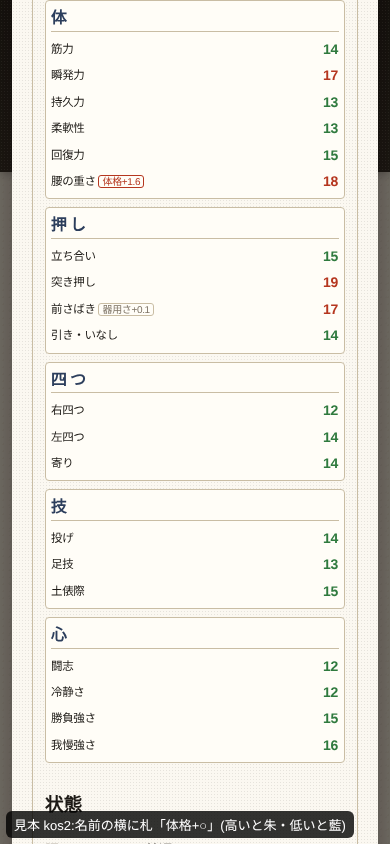 体
筋力 14
瞬発力 17
持久力 13
柔軟性 13
回復力 15
腰の重さ 体格+1.6 18
押し
立ち合い 15
突き押し 19
前さばき 器用さ+0.1 17
引き・いなし 14
四つ
右四つ 12
左四つ 14
寄り 14
技
投げ 14
足技 13
土俵際 15
心
闘志 12
冷静さ 12
勝負強さ 15
我慢強さ 16
状態
見本 kos2:名前の横に札「体格+○」(高いと朱・低いと藍)